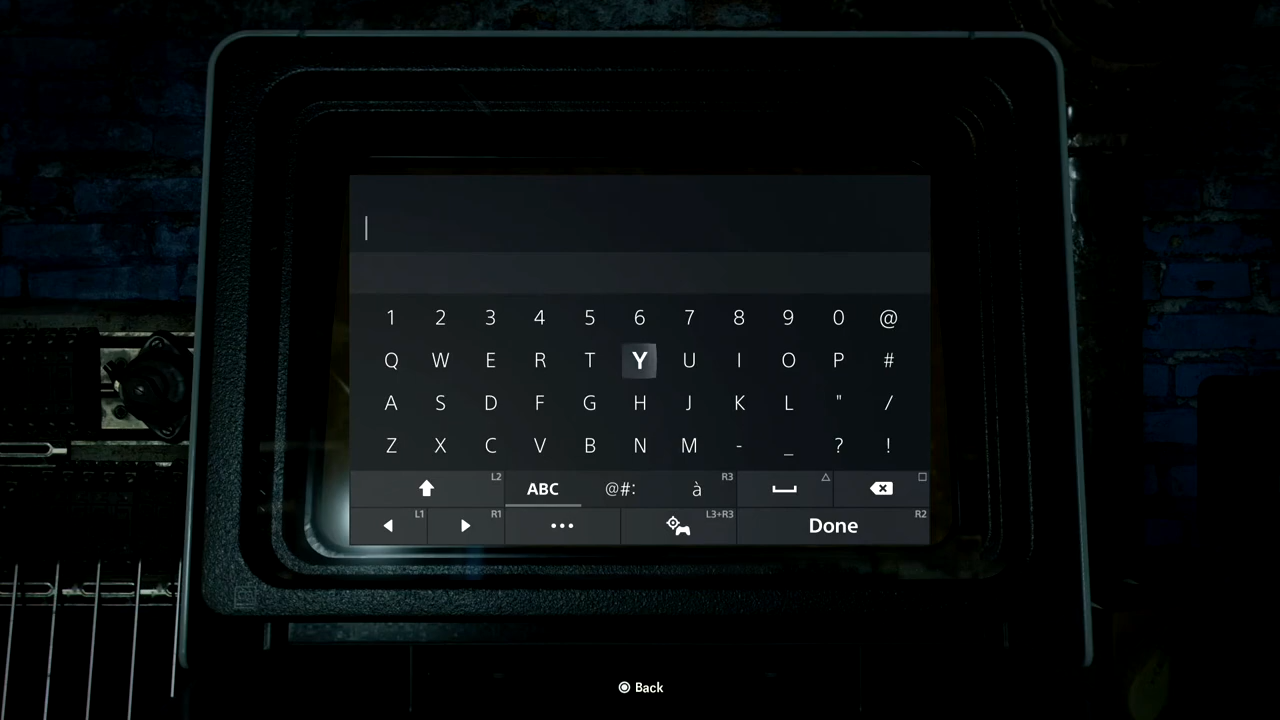 1 2 3 4 5 6 7 8 9 0 @
Q W E R T Y U I O P #
A S D F G H J K L " /
Z X C V B N M - _ ? !
L2 ABC @#: à R3 △ □
L1 R1 ••• L3+R3 Done R2
Back